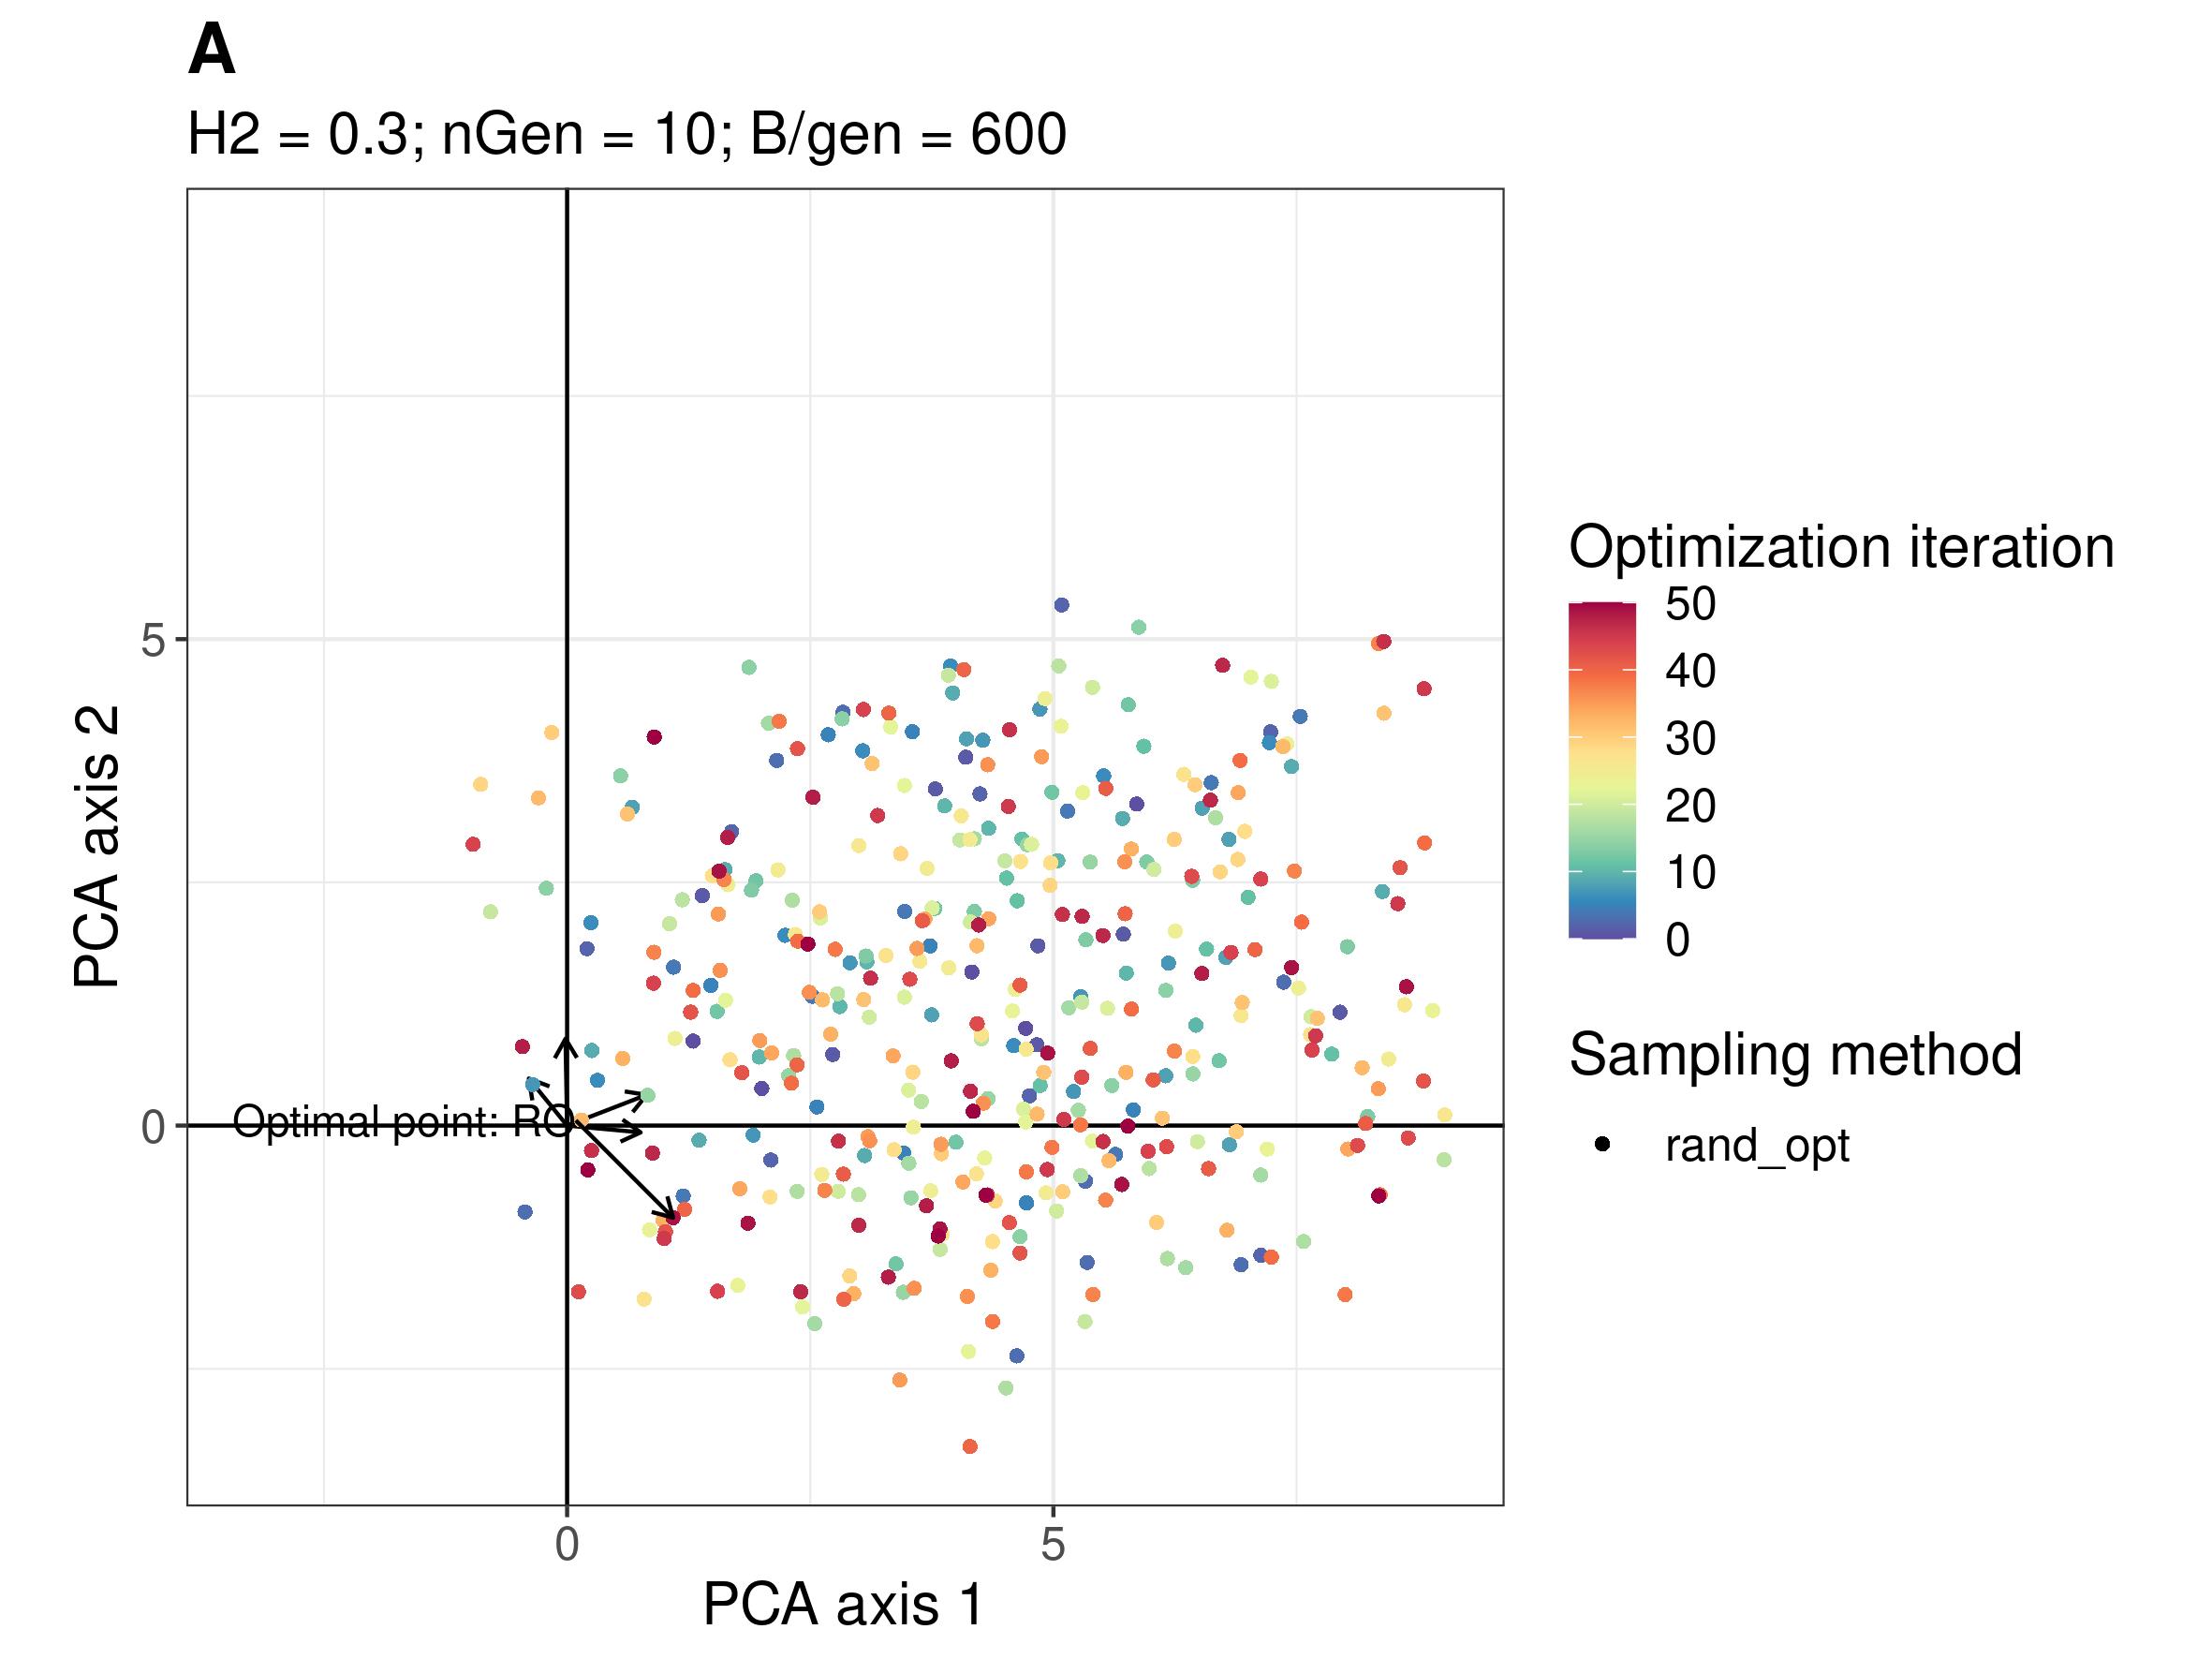 A
H2 = 0.3; nGen = 10; B/gen = 600
5
0
PCA axis 2
Optimal point: RO
0
5
PCA axis 1
Optimization iteration
50
40
30
20
10
0
Sampling method
rand_opt